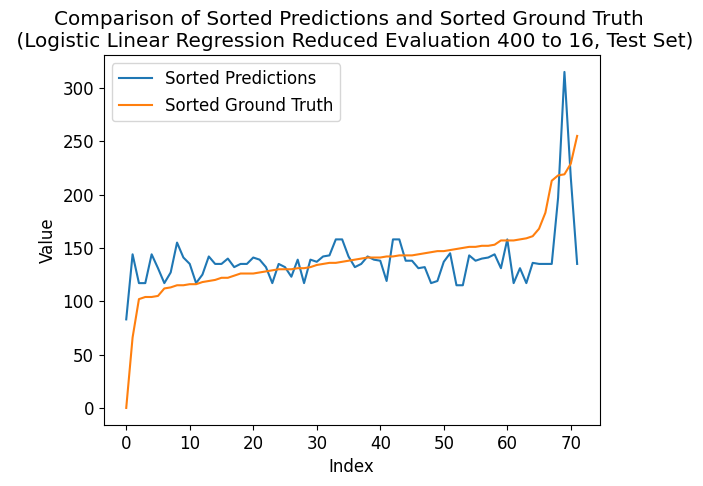 Comparison of Sorted Predictions and Sorted Ground Truth
(Logistic Linear Regression Reduced Evaluation 400 to 16, Test Set)
Sorted Predictions
Sorted Ground Truth
300
250
200
150
100
50
0
Value
0 10 20 30 40 50 60 70
Index